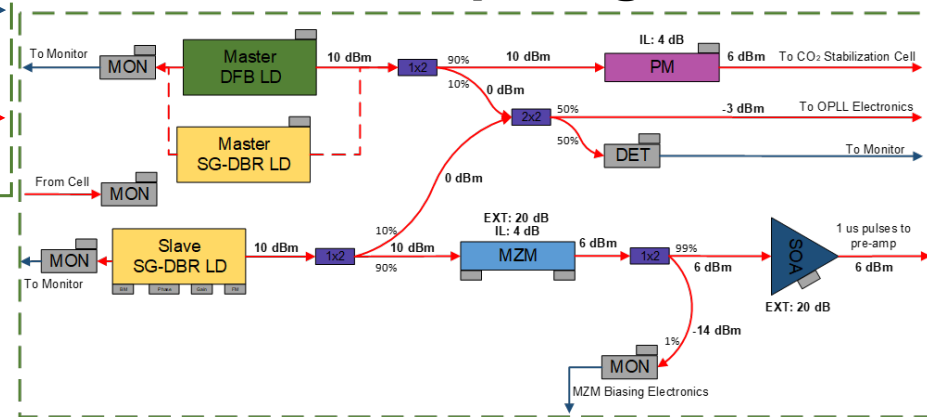 To Monitor
MON
Master
DFB LD
10 dBm
1x2
90%
10%
10 dBm
IL: 4 dB
PM
6 dBm
To CO₂ Stabilization Cell
0 dBm
2x2
50%
-3 dBm
To OPLL Electronics
50%
DET
To Monitor
Master
SG-DBR LD
From Cell
MON
0 dBm
MON
To Monitor
Slave
SG-DBR LD
Phase
Gain
10 dBm
1x2
10%
10 dBm
90%
EXT: 20 dB
IL: 4 dB
MZM
6 dBm
1x2
99%
6 dBm
SOA
EXT: 20 dB
1 us pulses to
pre-amp
6 dBm
-14 dBm
1%
MON
MZM Biasing Electronics